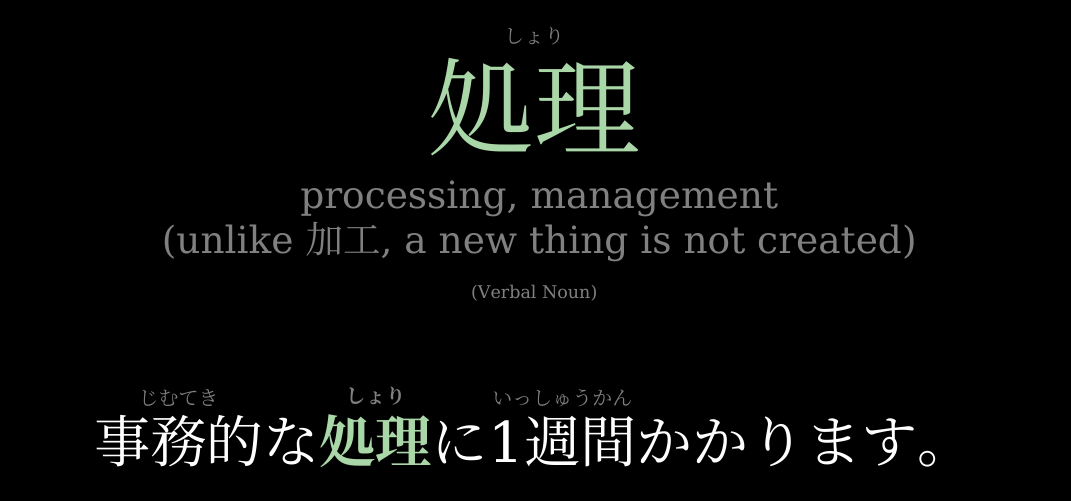 しょり
処理
processing, management
(unlike 加工, a new thing is not created)
(Verbal Noun)
じむてき しょり いっしゅうかん
事務的な処理に1週間かかります。